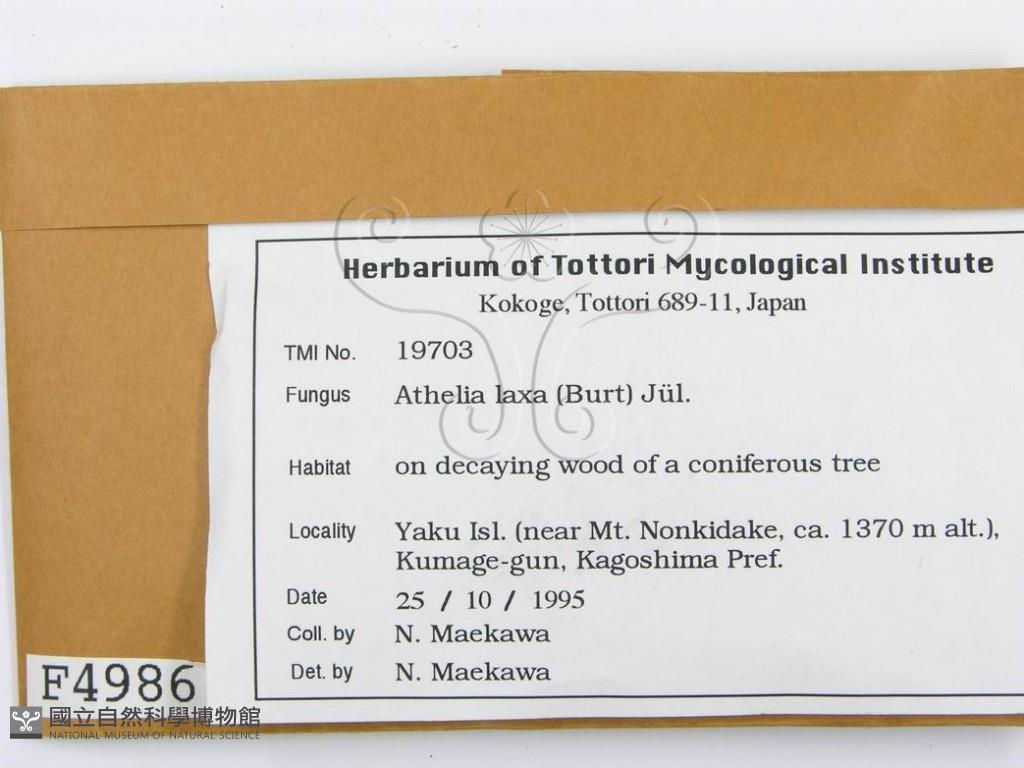 Herbarium of Tottori Mycological Institute
Kokoge, Tottori 689-11, Japan
TMI No. 19703
Fungus Athelia laxa (Burt) Jül.
Habitat on decaying wood of a coniferous tree
Locality Yaku Isl. (near Mt. Nonkidake, ca. 1370 m alt.),
Kumage-gun, Kagoshima Pref.
Date 25 / 10 / 1995
Coll. by N. Maekawa
Det. by N. Maekawa
F4986
國立自然科學博物館
NATIONAL MUSEUM OF NATURAL SCIENCE